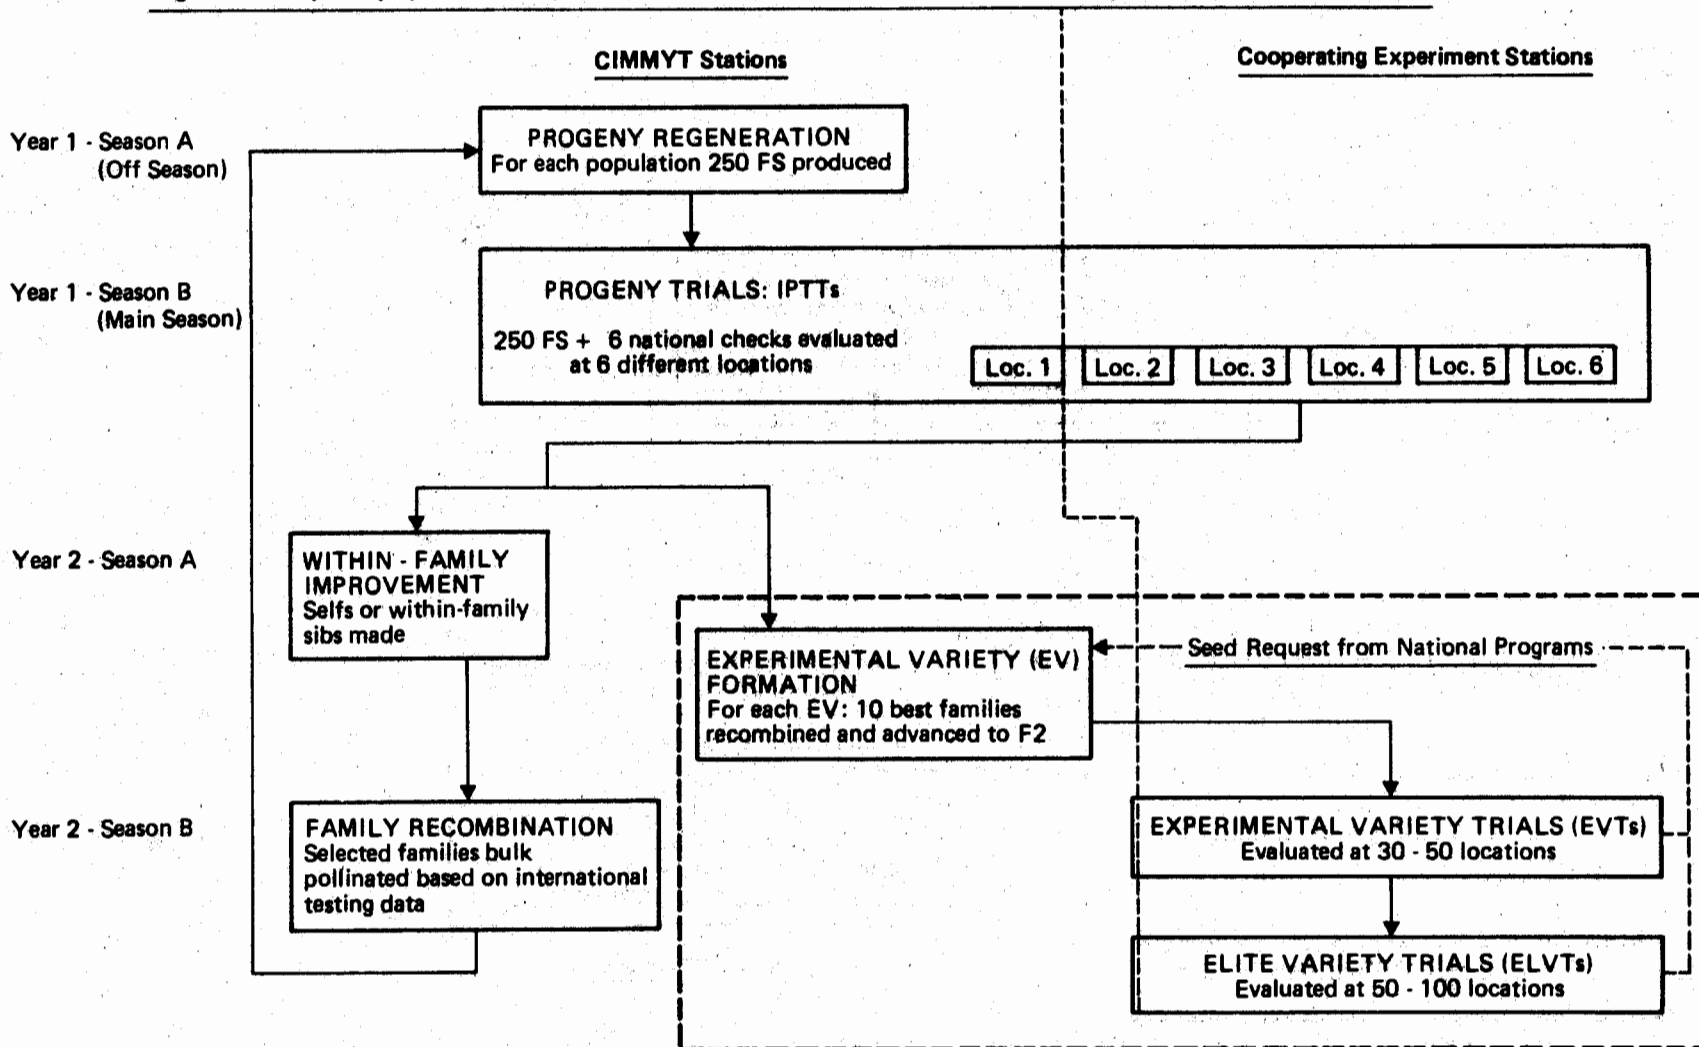 CIMMYT Stations
Cooperating Experiment Stations
Year 1 - Season A
(Off Season)
PROGENY REGENERATION
For each population 250 FS produced
Year 1 - Season B
(Main Season)
PROGENY TRIALS: IPTTs
250 FS + 6 national checks evaluated
at 6 different locations
Loc. 1
Loc. 2
Loc. 3
Loc. 4
Loc. 5
Loc. 6
Year 2 - Season A
WITHIN - FAMILY
IMPROVEMENT
Selfs or within-family
sibs made
EXPERIMENTAL VARIETY (EV)
FORMATION
For each EV: 10 best families
recombined and advanced to F2
Seed Request from National Programs
Year 2 - Season B
FAMILY RECOMBINATION
Selected families bulk
pollinated based on international
testing data
EXPERIMENTAL VARIETY TRIALS (EVTs)
Evaluated at 30 - 50 locations
ELITE VARIETY TRIALS (ELVTs)
Evaluated at 50 - 100 locations